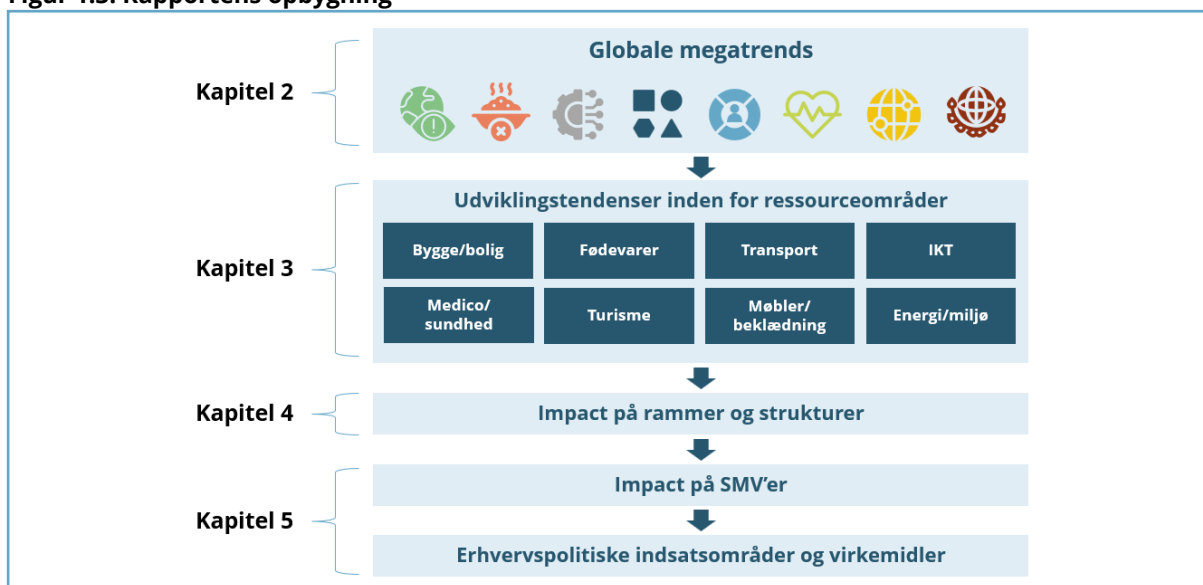 Kapitel 2
Globale megatrends
Kapitel 3
Udviklingstendenser inden for ressourceområder
Bygge/bolig
Fødevarer
Transport
IKT
Medico/
sundhed
Turisme
Møbler/
beklædning
Energi/miljø
Kapitel 4
Impact på rammer og strukturer
Kapitel 5
Impact på SMV’er
Erhvervspolitiske indsatsområder og virkemidler